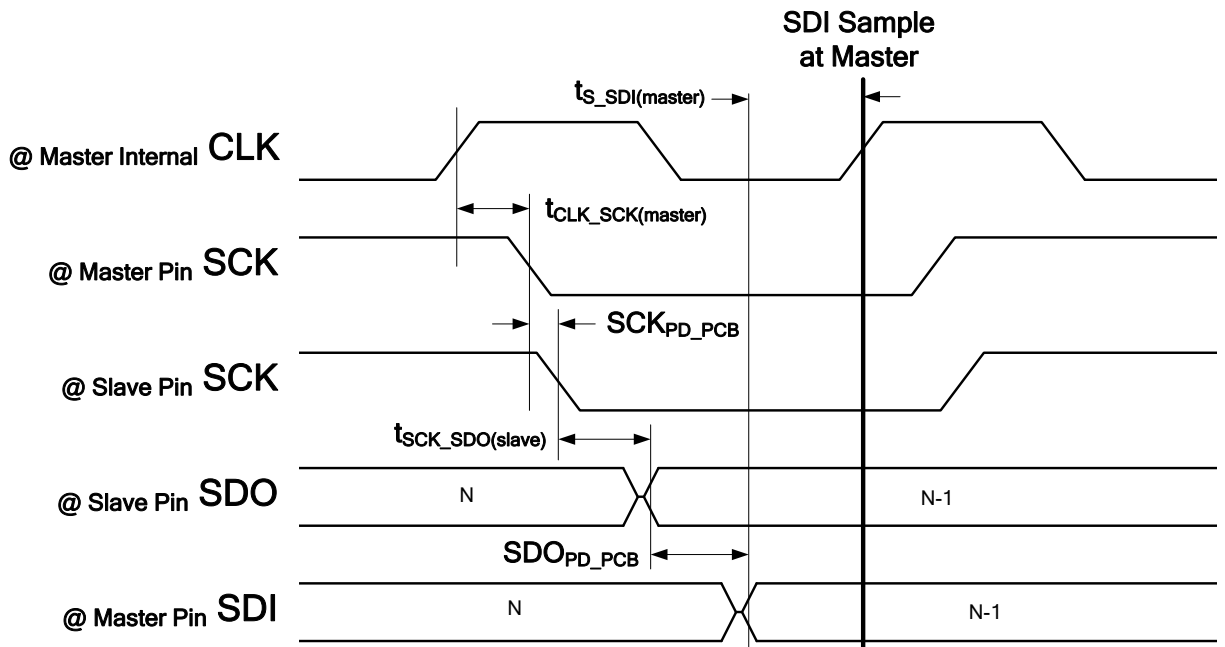 SDI Sample
at Master
tS_SDI(master)
@ Master Internal CLK
tCLK_SCK(master)
@ Master Pin SCK
SCKPD_PCB
@ Slave Pin SCK
tSCK_SDO(slave)
@ Slave Pin SDO
N
N-1
SDOPD_PCB
@ Master Pin SDI
N
N-1